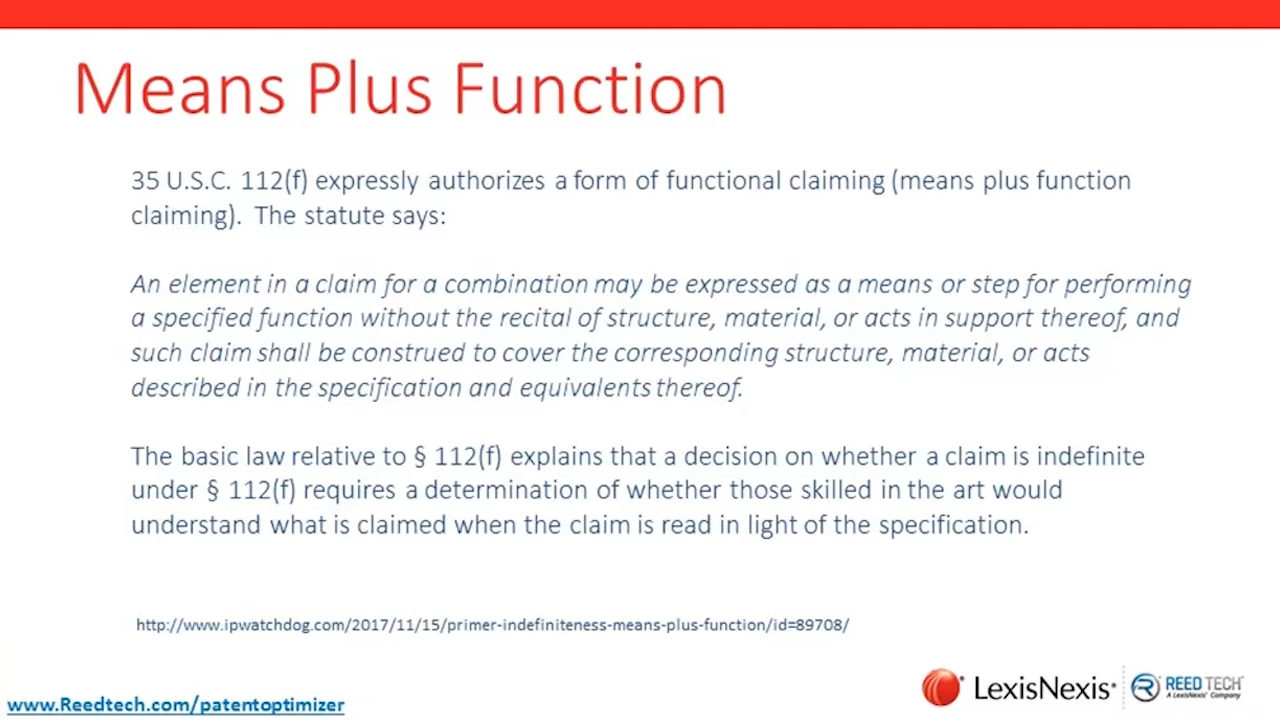 Means Plus Function
35 U.S.C. 112(f) expressly authorizes a form of functional claiming (means plus function
claiming). The statute says:
An element in a claim for a combination may be expressed as a means or step for performing
a specified function without the recital of structure, material, or acts in support thereof, and
such claim shall be construed to cover the corresponding structure, material, or acts
described in the specification and equivalents thereof.
The basic law relative to § 112(f) explains that a decision on whether a claim is indefinite
under § 112(f) requires a determination of whether those skilled in the art would
understand what is claimed when the claim is read in light of the specification.
http://www.ipwatchdog.com/2017/11/15/primer-indefiniteness-means-plus-function/id=89708/
LexisNexis®
REED TECH
A LexisNexis® Company
www.Reedtech.com/patentoptimizer